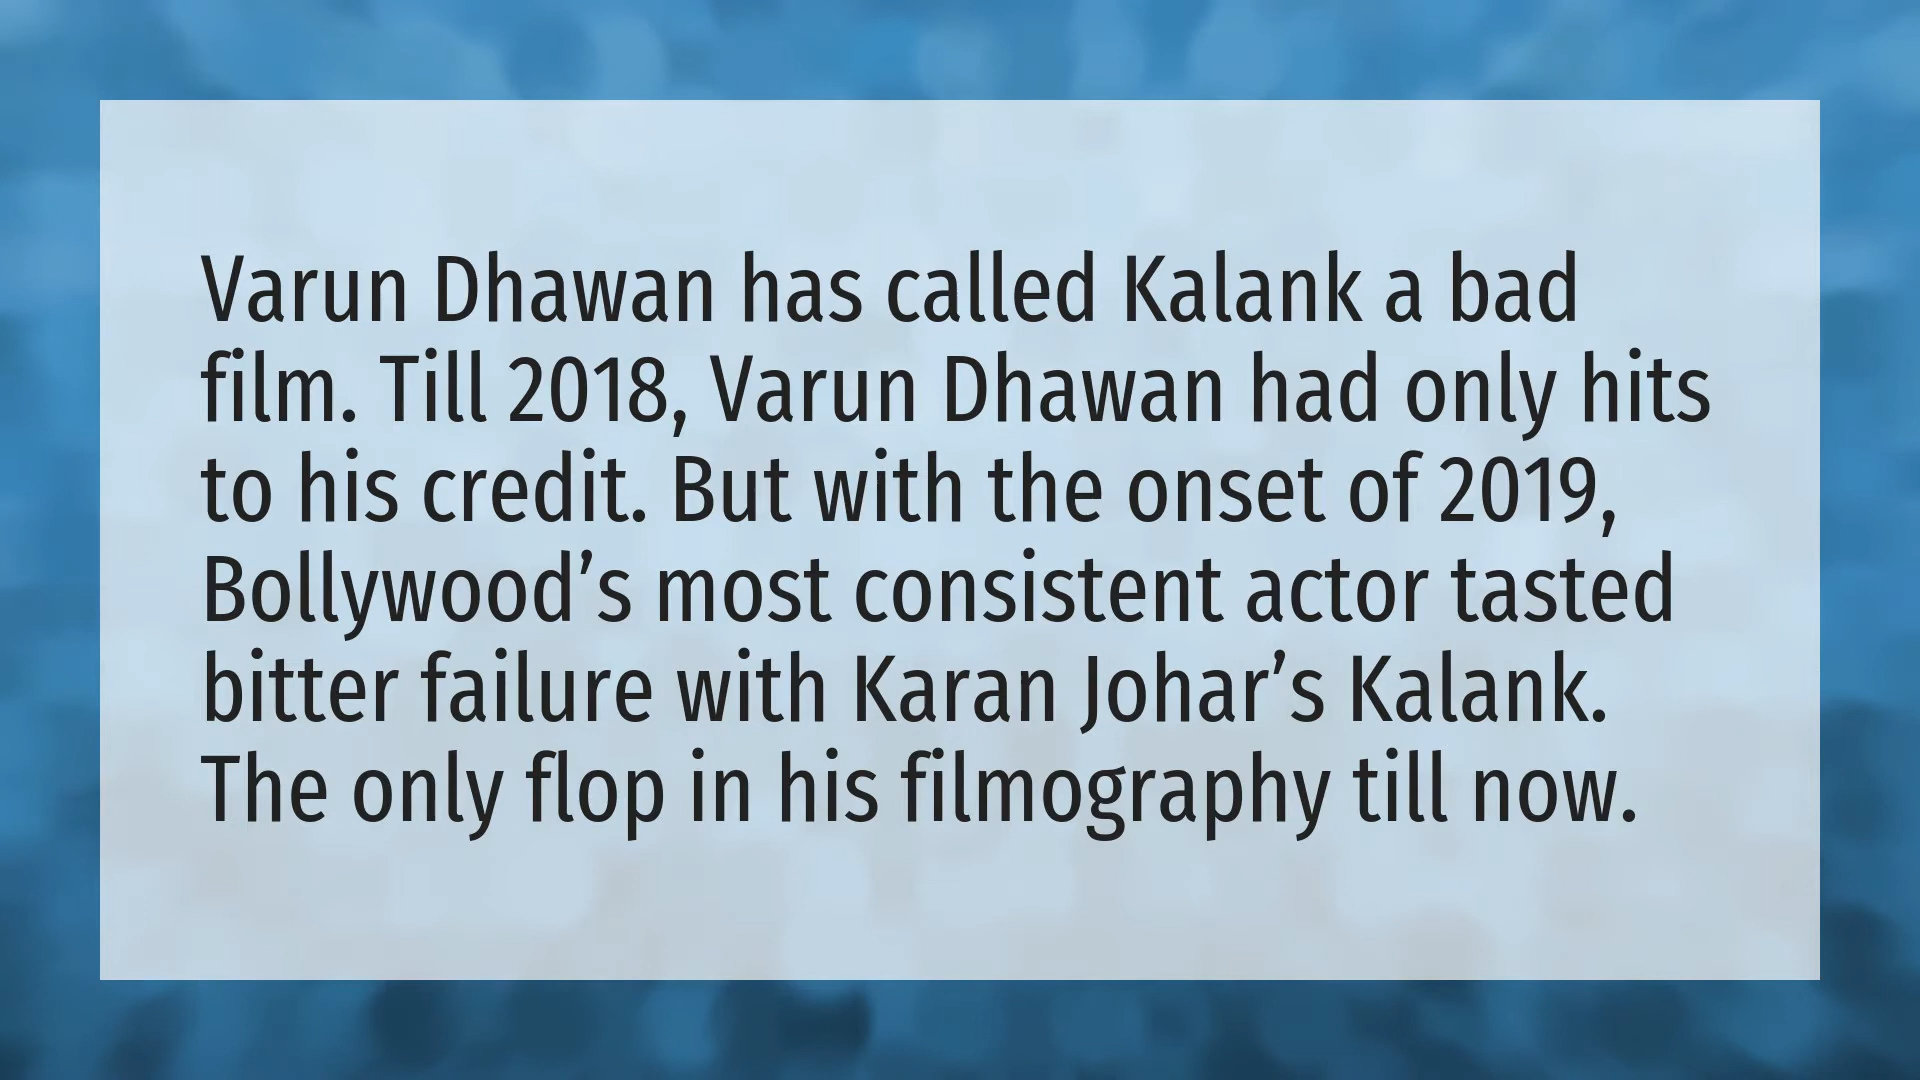 Varun Dhawan has called Kalank a bad
film. Till 2018, Varun Dhawan had only hits
to his credit. But with the onset of 2019,
Bollywood’s most consistent actor tasted
bitter failure with Karan Johar’s Kalank.
The only flop in his filmography till now.